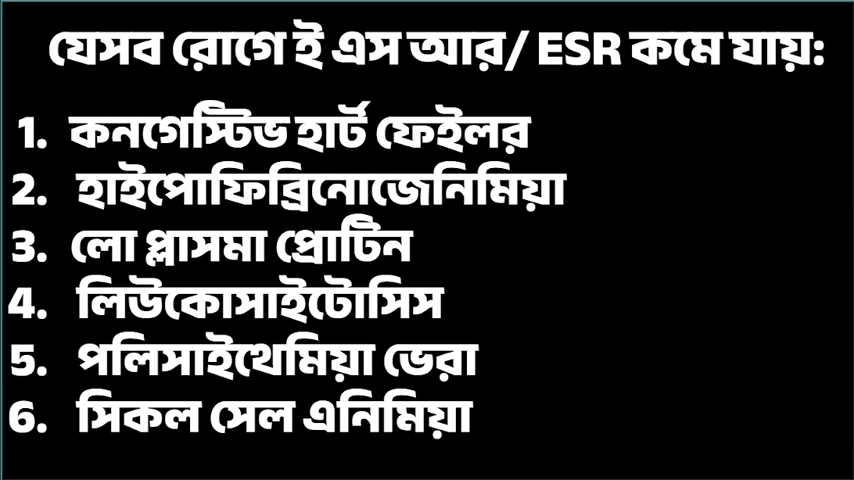 যেসব রোগে ই এস আর/ ESR কমে যায়:
1. কনগেস্টিভ হার্ট ফেইলর
2. হাইপোফিব্রিনোজেনিমিয়া
3. লো প্লাসমা প্রোটিন
4. লিউকোসাইটোসিস
5. পলিসাইথেমিয়া ভেরা
6. সিকল সেল এনিমিয়া